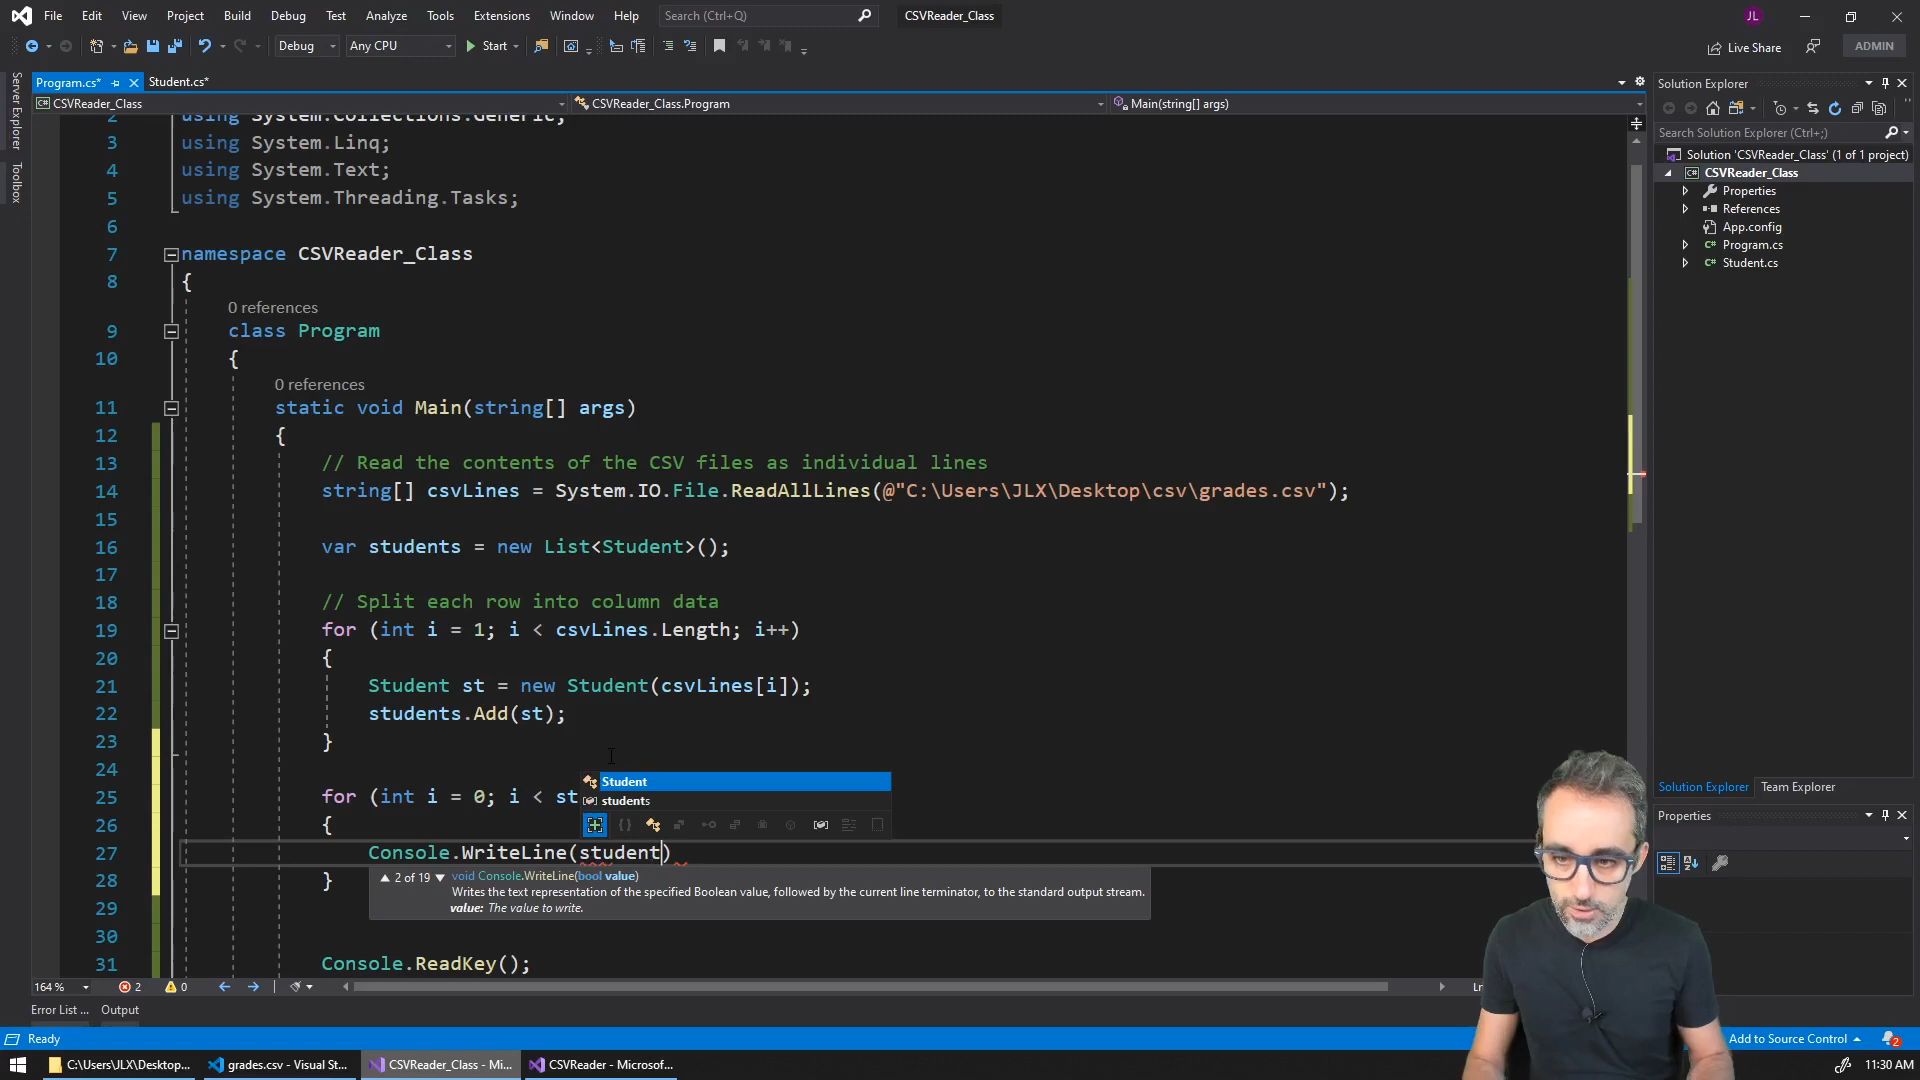 File Edit View Project Build Debug Test Analyze Tools Extensions Window Help Search (Ctrl+Q) CSVReader_Class JL
Debug Any CPU Start Live Share ADMIN
Program.cs* Student.cs*
CSVReader_Class CSVReader_Class.Program Main(string[] args)
Server Explorer
Toolbox
2 using System.Collections.Generic;
3 using System.Linq;
4 using System.Text;
5 using System.Threading.Tasks;
6
7 namespace CSVReader_Class
8 {
0 references
9 class Program
10 {
0 references
11 static void Main(string[] args)
12 {
13 // Read the contents of the CSV files as individual lines
14 string[] csvLines = System.IO.File.ReadAllLines(@"C:\Users\JLX\Desktop\csv\grades.csv");
15
16 var students = new List<Student>();
17
18 // Split each row into column data
19 for (int i = 1; i < csvLines.Length; i++)
20 {
21 Student st = new Student(csvLines[i]);
22 students.Add(st);
23 }
24
25 for (int i = 0; i < st
Student
students
26 {
27 Console.WriteLine(student)
28 }
2 of 19 void Console.WriteLine(bool value)
Writes the text representation of the specified Boolean value, followed by the current line terminator, to the standard output stream.
value: The value to write.
29
30
31 Console.ReadKey();
164 % 2 0 Ln
Error List ... Output
Ready Add to Source Control 2
Solution Explorer
Search Solution Explorer (Ctrl+;)
Solution 'CSVReader_Class' (1 of 1 project)
CSVReader_Class
Properties
References
App.config
Program.cs
Student.cs
Solution Explorer Team Explorer
Properties
C:\Users\JLX\Desktop... grades.csv - Visual St... CSVReader_Class - Mi... CSVReader - Microsof... 11:30 AM